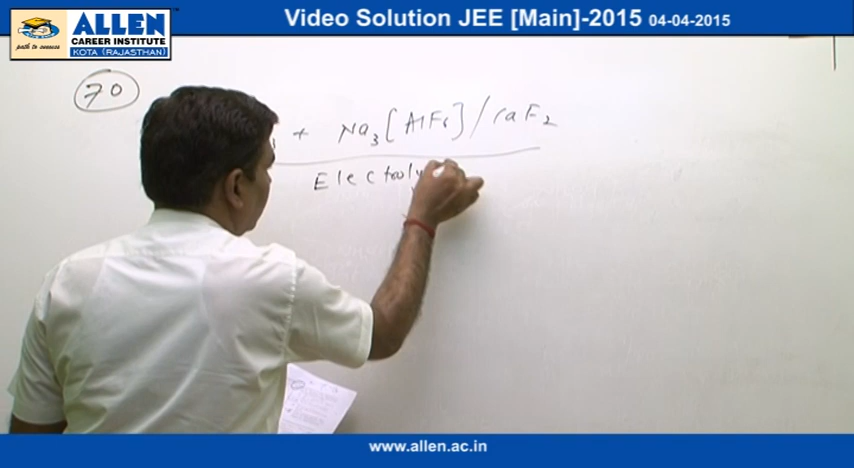 ALLEN
CAREER INSTITUTE
KOTA (RAJASTHAN)
path to success
Video Solution JEE [Main]-2015 04-04-2015
70
3 + Na3[AlF6]/CaF2
Electroly
www.allen.ac.in